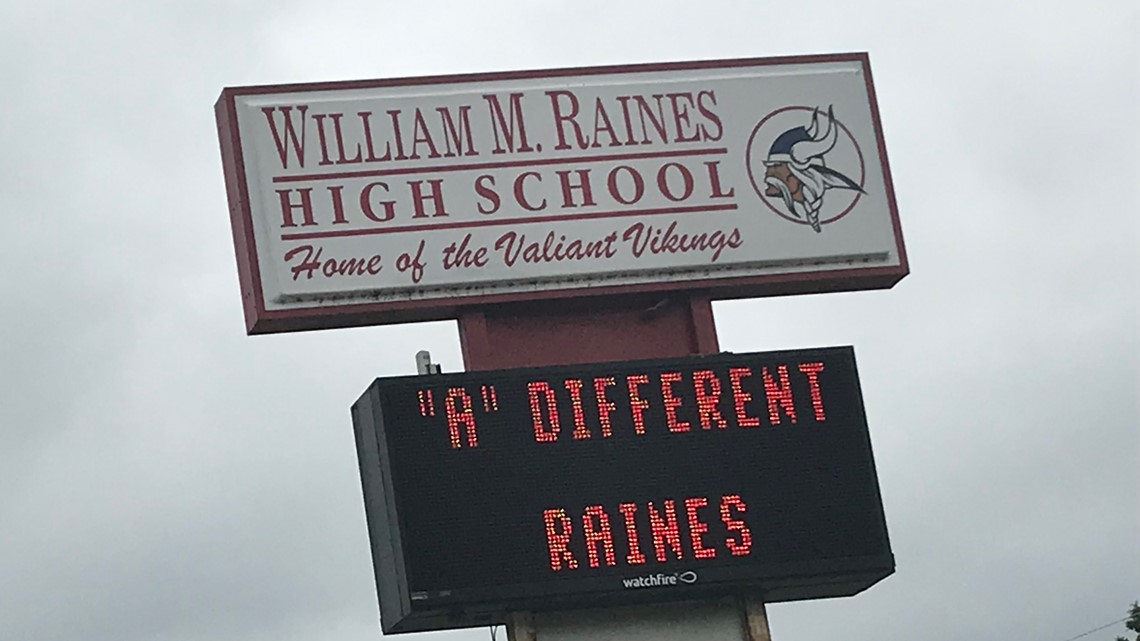 WILLIAM M. RAINES
HIGH SCHOOL
Home of the Valiant Vikings
"A" DIFFERENT
RAINES
watchfire